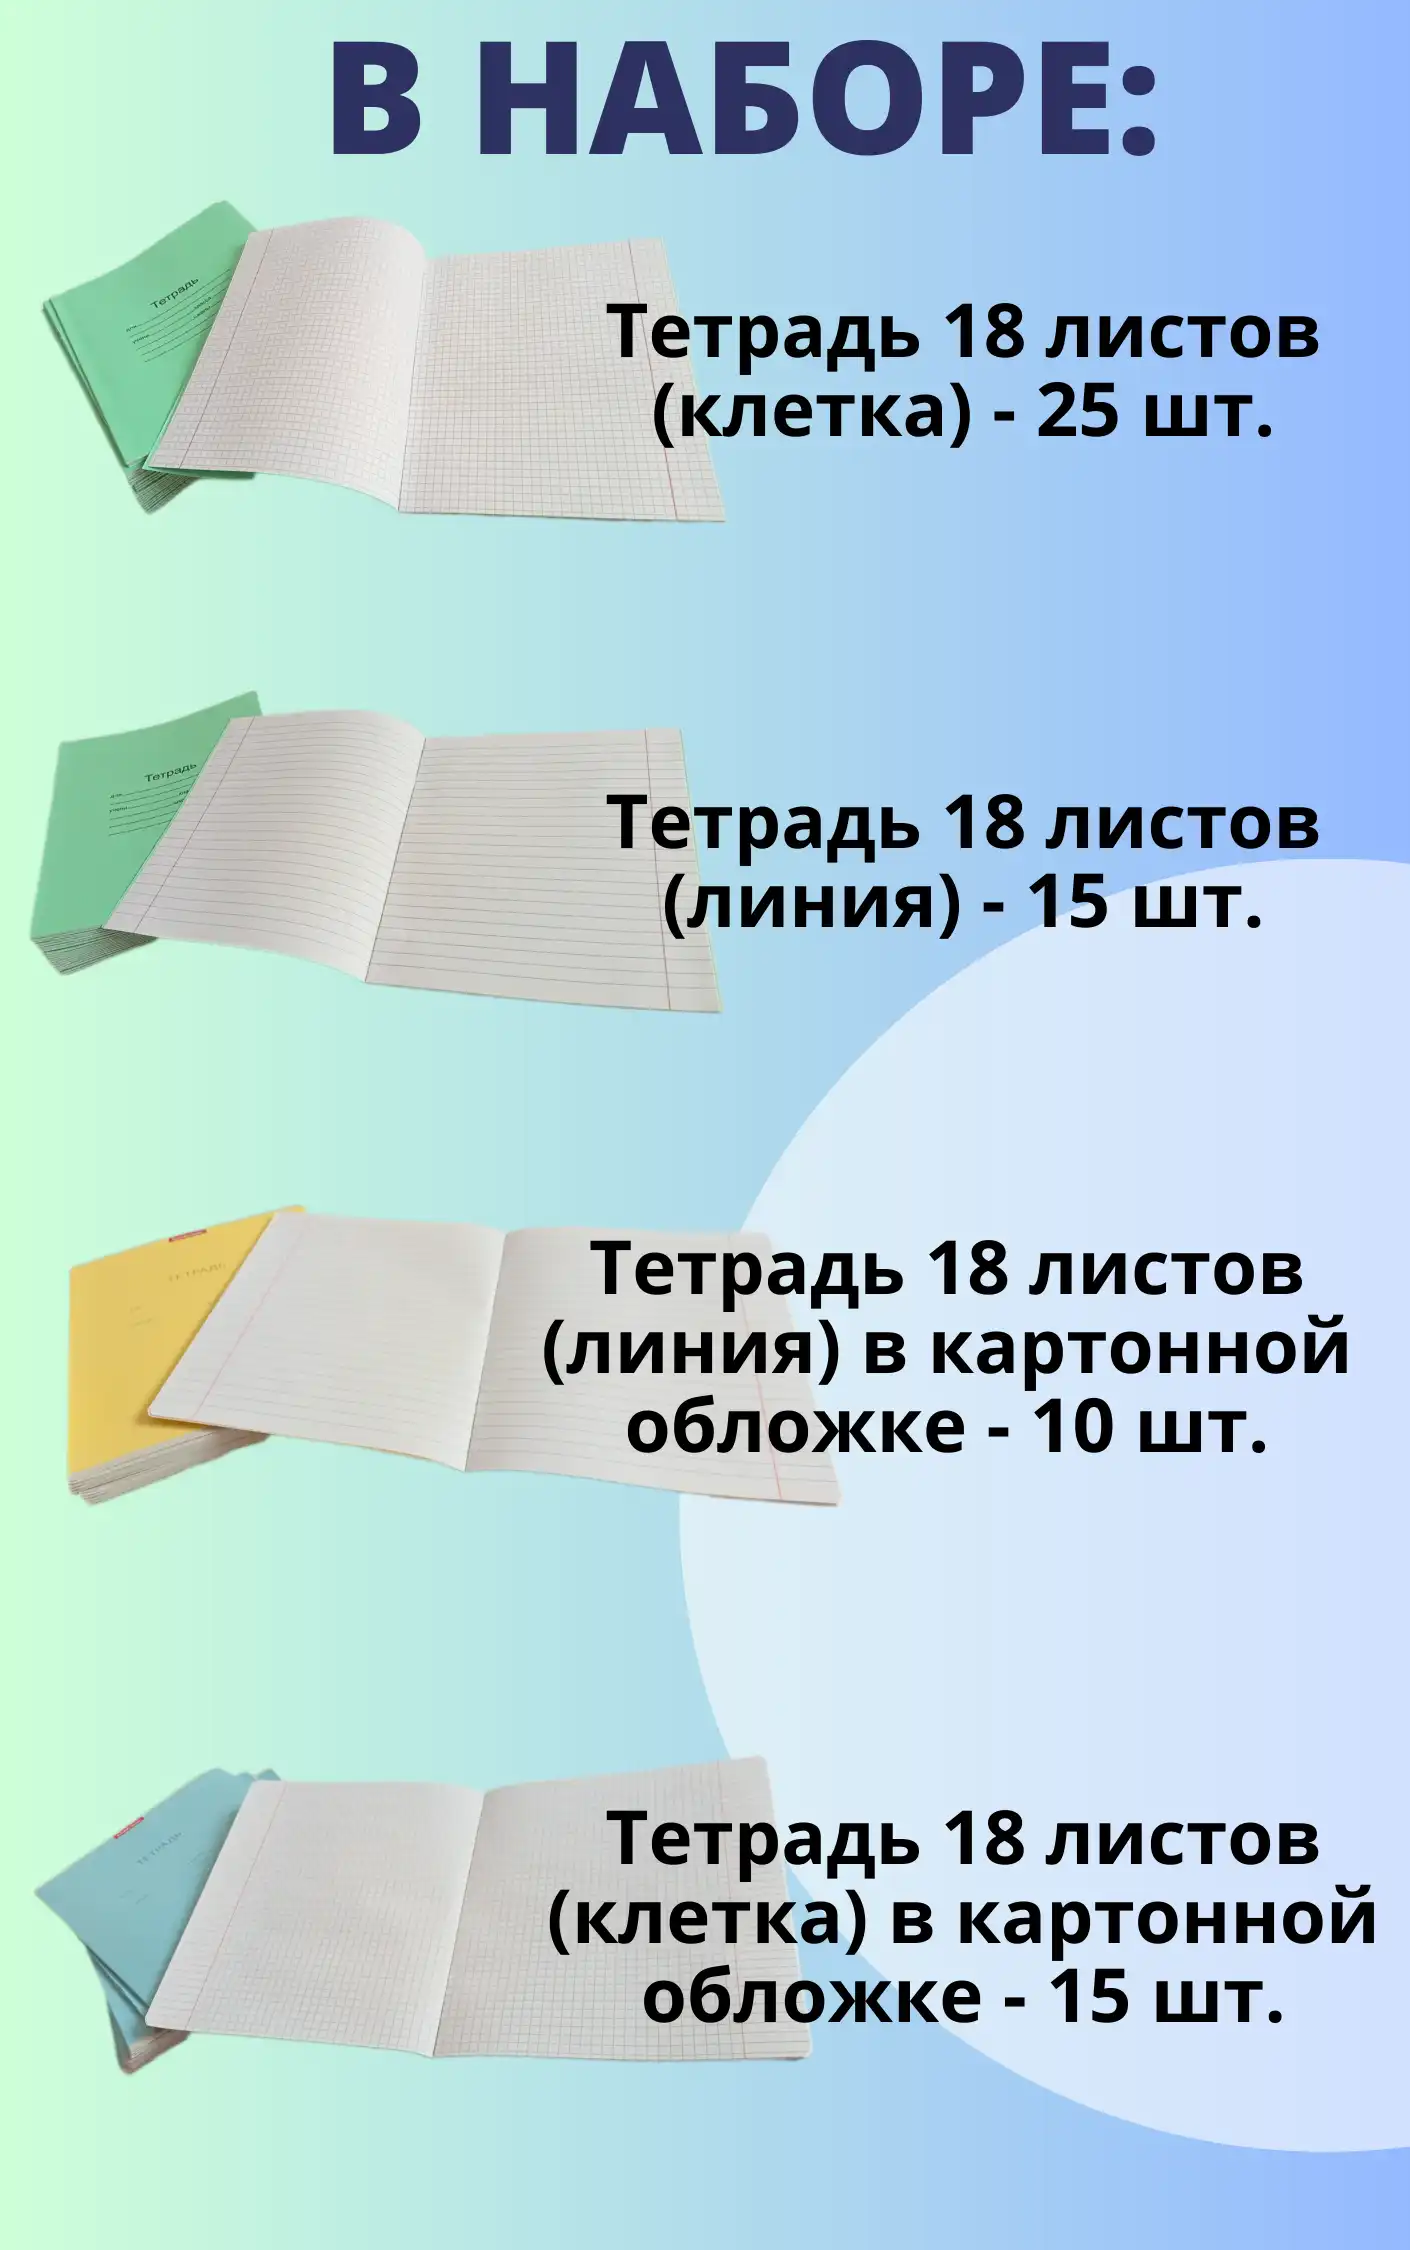 В НАБОРЕ:
Тетрадь
Тетрадь 18 листов
(клетка) - 25 шт.
Тетрадь
Тетрадь 18 листов
(линия) - 15 шт.
ТЕТРАДЬ
Тетрадь 18 листов
(линия) в картонной
обложке - 10 шт.
ТЕТРАДЬ
Тетрадь 18 листов
(клетка) в картонной
обложке - 15 шт.